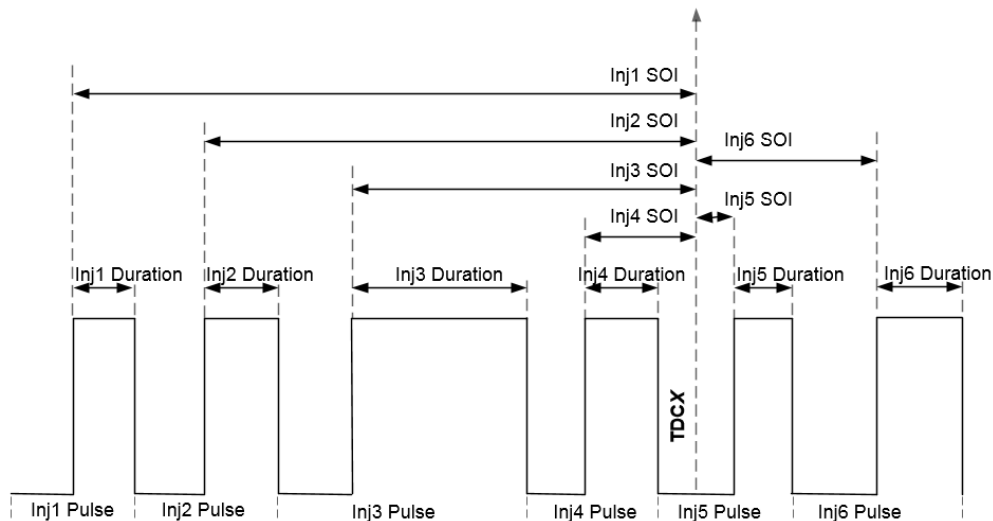 Inj1 SOI
Inj2 SOI
Inj6 SOI
Inj3 SOI
Inj5 SOI
Inj4 SOI
Inj1 Duration
Inj2 Duration
Inj3 Duration
Inj4 Duration
Inj5 Duration
Inj6 Duration
TDCX
Inj1 Pulse
Inj2 Pulse
Inj3 Pulse
Inj4 Pulse
Inj5 Pulse
Inj6 Pulse